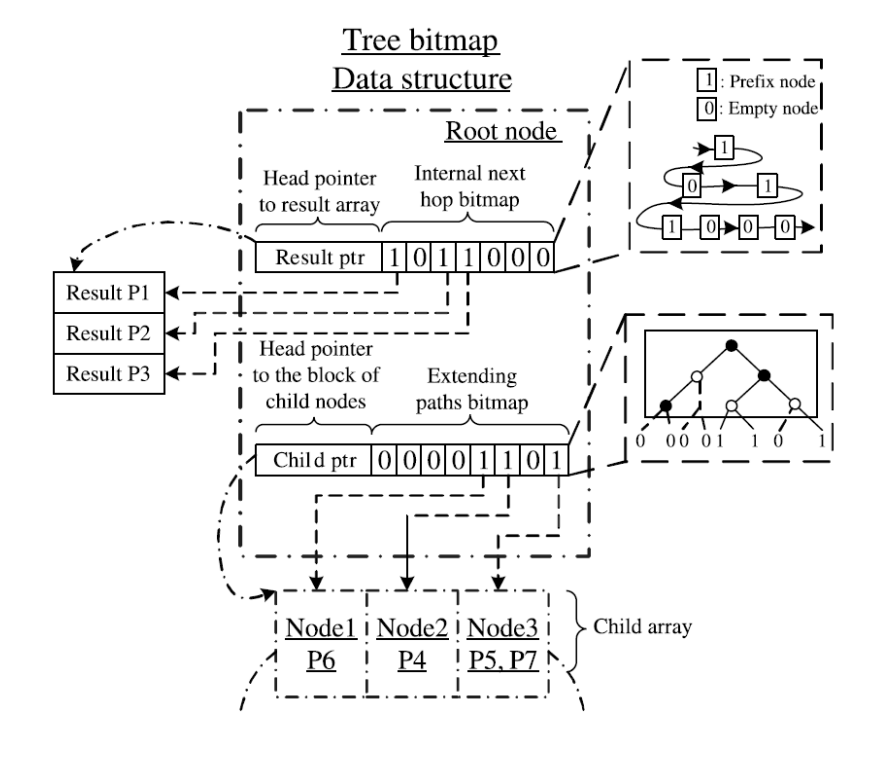 Tree bitmap
Data structure
Root node
1 : Prefix node
0 : Empty node
1
0 1
1 0 0 0
Head pointer
to result array
Internal next
hop bitmap
Result ptr 1 0 1 1 0 0 0
Result P1
Result P2
Result P3
Head pointer
to the block of
child nodes
Extending
paths bitmap
Child ptr 0 0 0 0 1 1 0 1
0 0 0 0 1 1 0 1
Node1 Node2 Node3
P6 P4 P5, P7
Child array